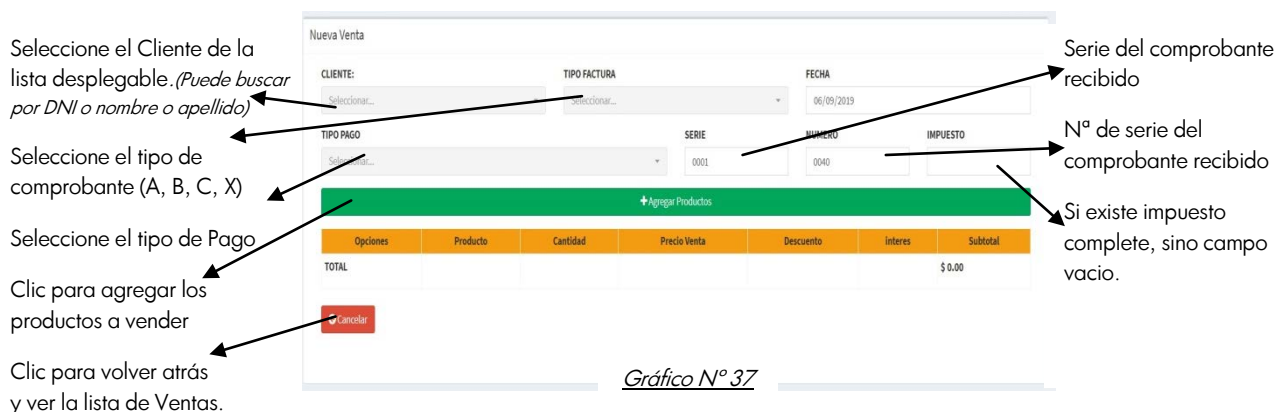 Seleccione el Cliente de la
lista desplegable.(Puede buscar
por DNI o nombre o apellido)
Seleccione el tipo de
comprobante (A, B, C, X)
Seleccione el tipo de Pago
Clic para agregar los
productos a vender
Clic para volver atrás
y ver la lista de Ventas.
Nueva Venta
CLIENTE:
TIPO FACTURA
FECHA
Seleccionar...
Seleccionar...
06/09/2019
TIPO PAGO
SERIE
NUMERO
IMPUESTO
Seleccionar...
0001
0040
+Agregar Productos
Opciones
Producto
Cantidad
Precio Venta
Descuento
interes
Subtotal
TOTAL
$ 0.00
Cancelar
Gráfico N° 37
Serie del comprobante
recibido
Nª de serie del
comprobante recibido
Si existe impuesto
complete, sino campo
vacio.